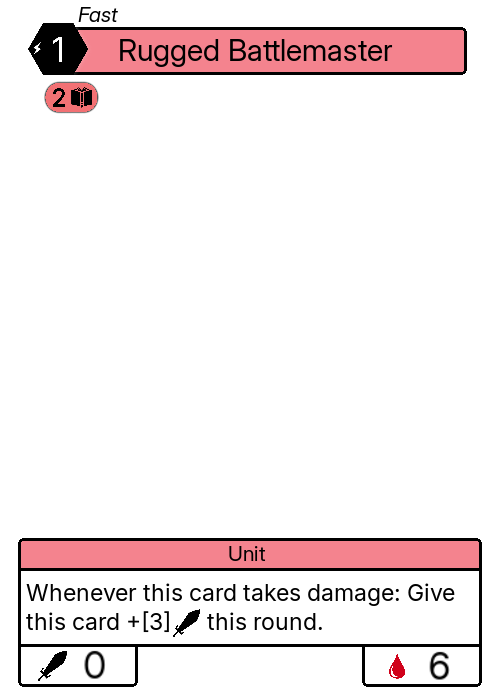 Fast
1 Rugged Battlemaster
2
Unit
Whenever this card takes damage: Give
this card +[3] this round.
0 6